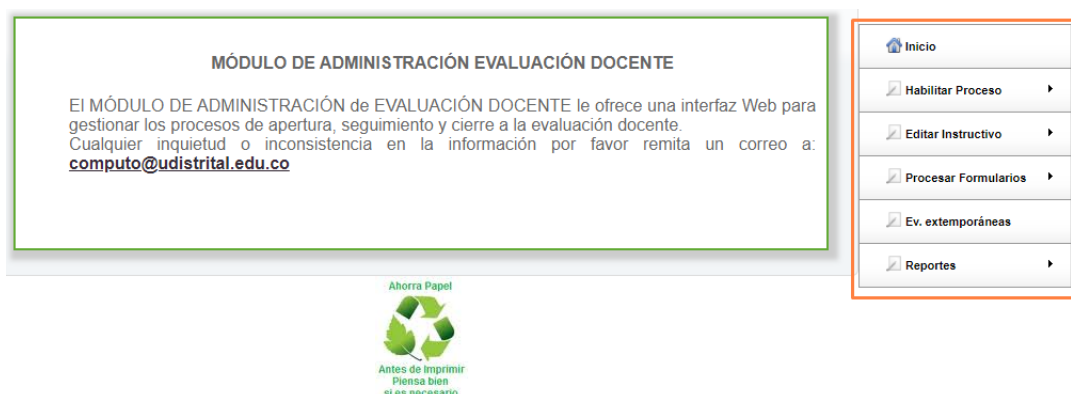 MÓDULO DE ADMINISTRACIÓN EVALUACIÓN DOCENTE
El MÓDULO DE ADMINISTRACIÓN de EVALUACIÓN DOCENTE le ofrece una interfaz Web para
gestionar los procesos de apertura, seguimiento y cierre a la evaluación docente.
Cualquier inquietud o inconsistencia en la información por favor remita un correo a:
computo@udistrital.edu.co
Inicio
Habilitar Proceso
Editar Instructivo
Procesar Formularios
Ev. extemporáneas
Reportes
Ahorra Papel
Antes de Imprimir
Piensa bien
si es necesario